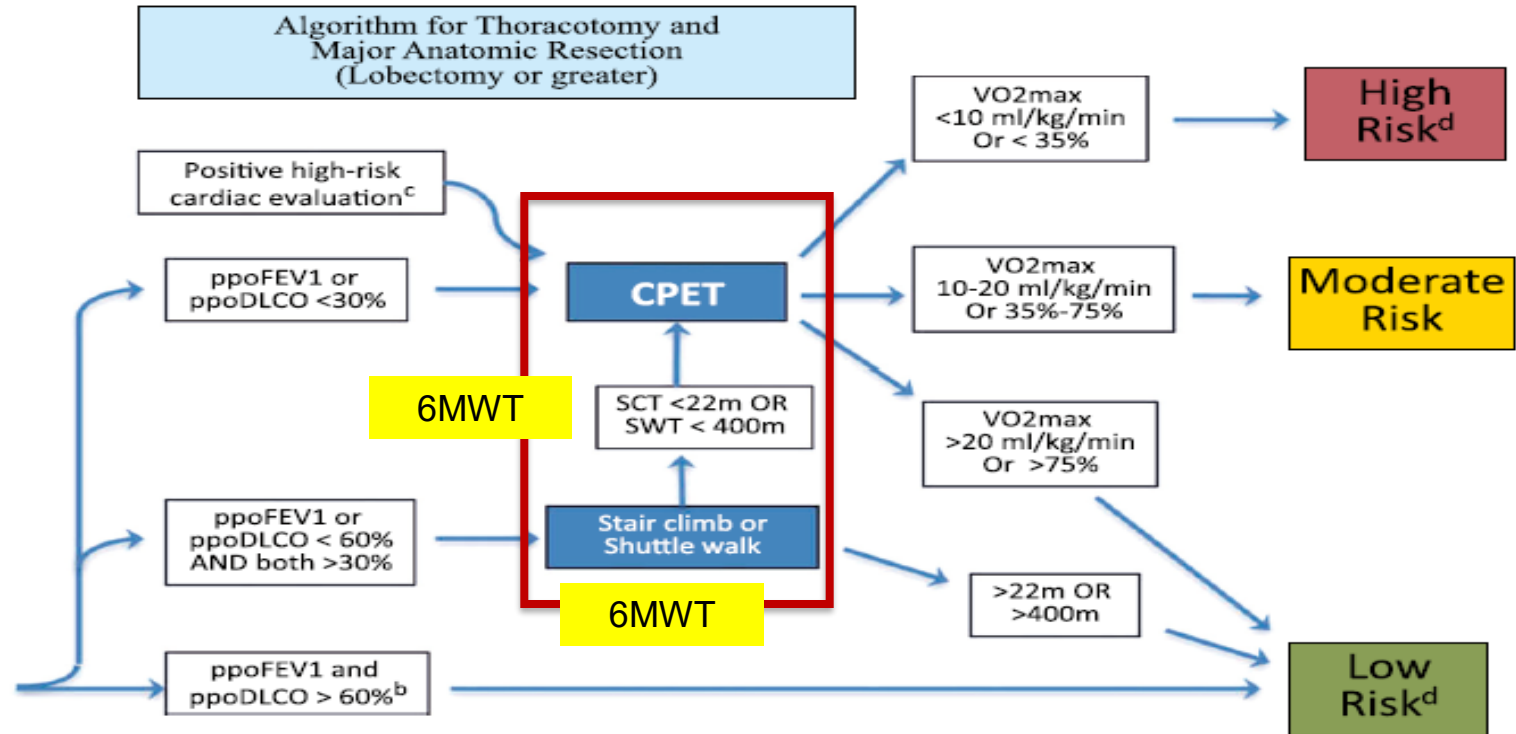 Algorithm for Thoracotomy and
Major Anatomic Resection
(Lobectomy or greater)
Positive high-risk
cardiac evaluationc
ppoFEV1 or
ppoDLCO <30%
ppoFEV1 or
ppoDLCO < 60%
AND both >30%
ppoFEV1 and
ppoDLCO > 60%b
6MWT
CPET
SCT <22m OR
SWT < 400m
Stair climb or
Shuttle walk
6MWT
VO2max
<10 ml/kg/min
Or < 35%
VO2max
10-20 ml/kg/min
Or 35%-75%
VO2max
>20 ml/kg/min
Or >75%
>22m OR
>400m
High
Riskd
Moderate
Risk
Low
Riskd